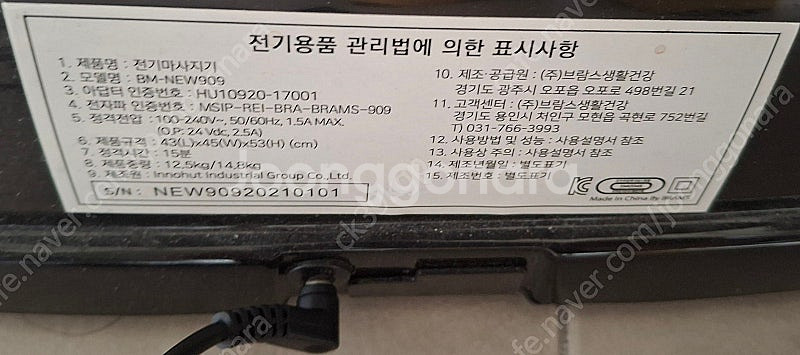 전기용품 관리법에 의한 표시사항
1. 제품명 : 전기마사지기
2. 모델명 : BM-NEW909
3. 아답터 인증번호 : HU10920-17001
4. 전자파 인증번호 : MSIP-REI-BRA-BRAMS-909
5. 정격전압 : 100-240V~, 50/60Hz, 1.5A MAX.
(O.P: 24 Vdc, 2.5A)
6. 제품규격 : 43(L)x45(W)x53(H) (cm)
7. 정격시간 : 15분
8. 제품중량 : 12.5kg/14.8kg
9. 제조원 : Innohut Industrial Group Co.,Ltd.
S/N : NEW90920210101
10. 제조·공급원 : (주)브람스생활건강
경기도 광주시 오포읍 오포로 498번길 21
11. 고객센터 : (주)브람스생활건강
경기도 용인시 처인구 모현읍 곡현로 752번길
T) 031-766-3993
12. 사용방법 및 성능 : 사용설명서 참조
13. 사용상 주의 : 사용설명서 참조
14. 제조년월일 : 별도표기
15. 제조번호 : 별도표기
Made in China By BRAMS
joonggonara
cafe.naver.com/joonggonara